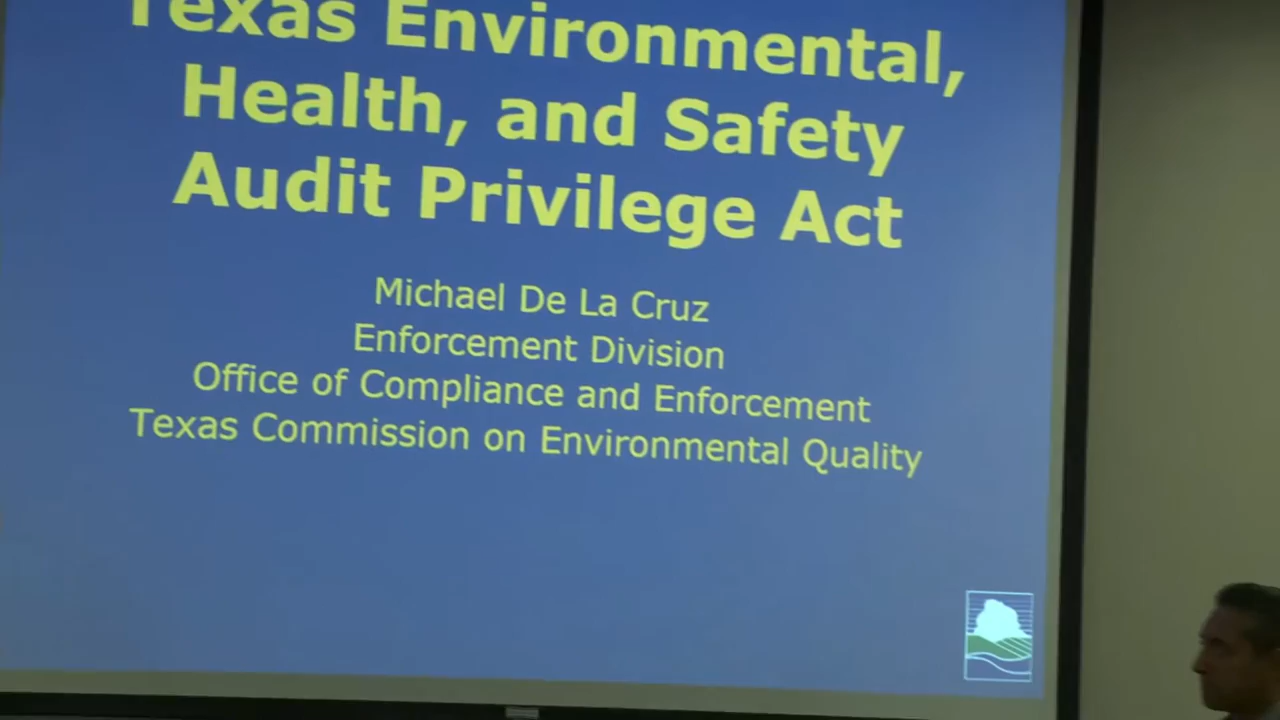 Texas Environmental,
Health, and Safety
Audit Privilege Act
Michael De La Cruz
Enforcement Division
Office of Compliance and Enforcement
Texas Commission on Environmental Quality